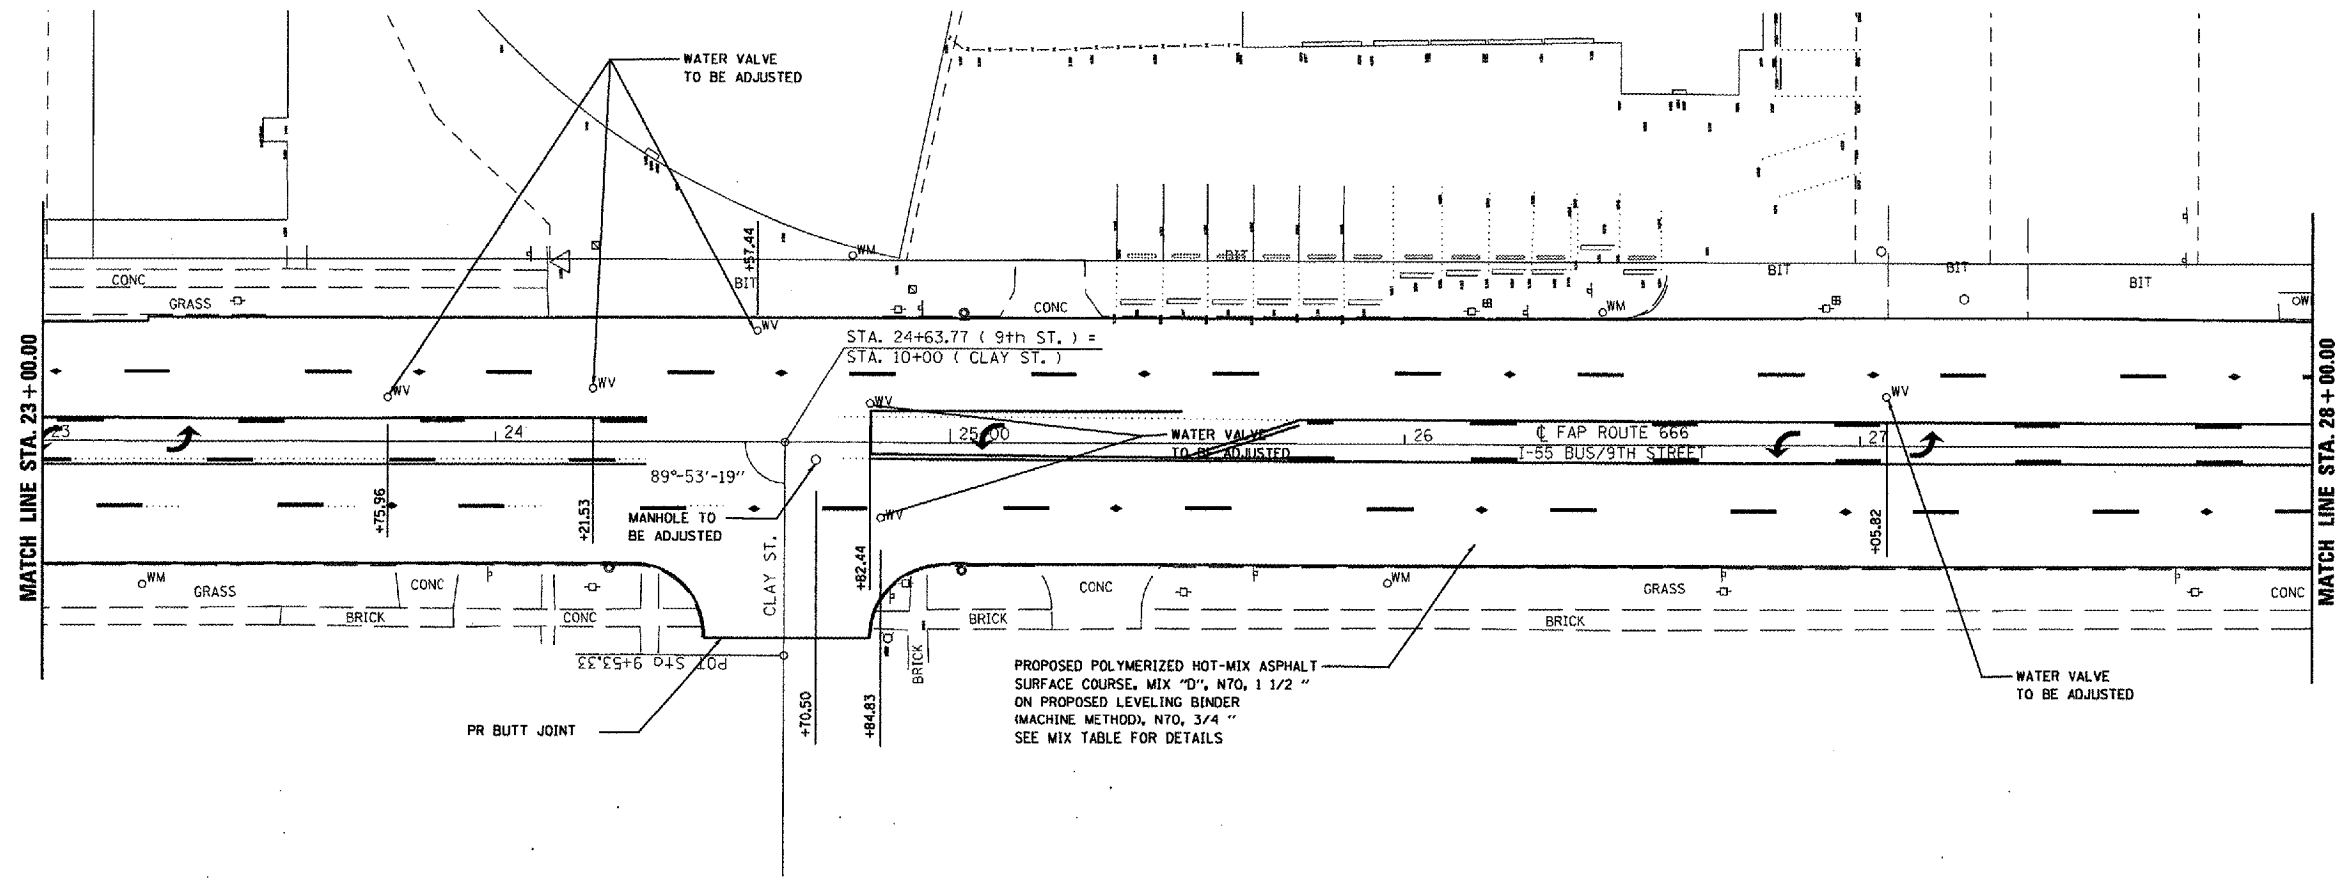 WATER VALVE
TO BE ADJUSTED
+57.44
WM
BIT
BIT
BIT
BIT
BIT
CONC
GRASS
CONC
WM
WV
STA. 24+63.77 ( 9th ST. ) =
STA. 10+00 ( CLAY ST. )
MATCH LINE STA. 23+00.00
MATCH LINE STA. 28+00.00
WV
WV
WV
WV
23
24
25+00
26
27
WATER VALVE
TO BE ADJUSTED
℄ FAP ROUTE 666
I-55 BUS/9TH STREET
89°-53'-19"
+75.96
+21.53
MANHOLE TO
BE ADJUSTED
WV
CLAY ST.
+82.44
+05.82
WM
GRASS
CONC
BRICK
CONC
BRICK
CONC
WM
GRASS
CONC
BRICK
POT Sta 9+53.33
BRICK
+70.50
+84.83
PR BUTT JOINT
PROPOSED POLYMERIZED HOT-MIX ASPHALT
SURFACE COURSE, MIX "D", N70, 1 1/2 "
ON PROPOSED LEVELING BINDER
(MACHINE METHOD), N70, 3/4 "
SEE MIX TABLE FOR DETAILS
WATER VALVE
TO BE ADJUSTED